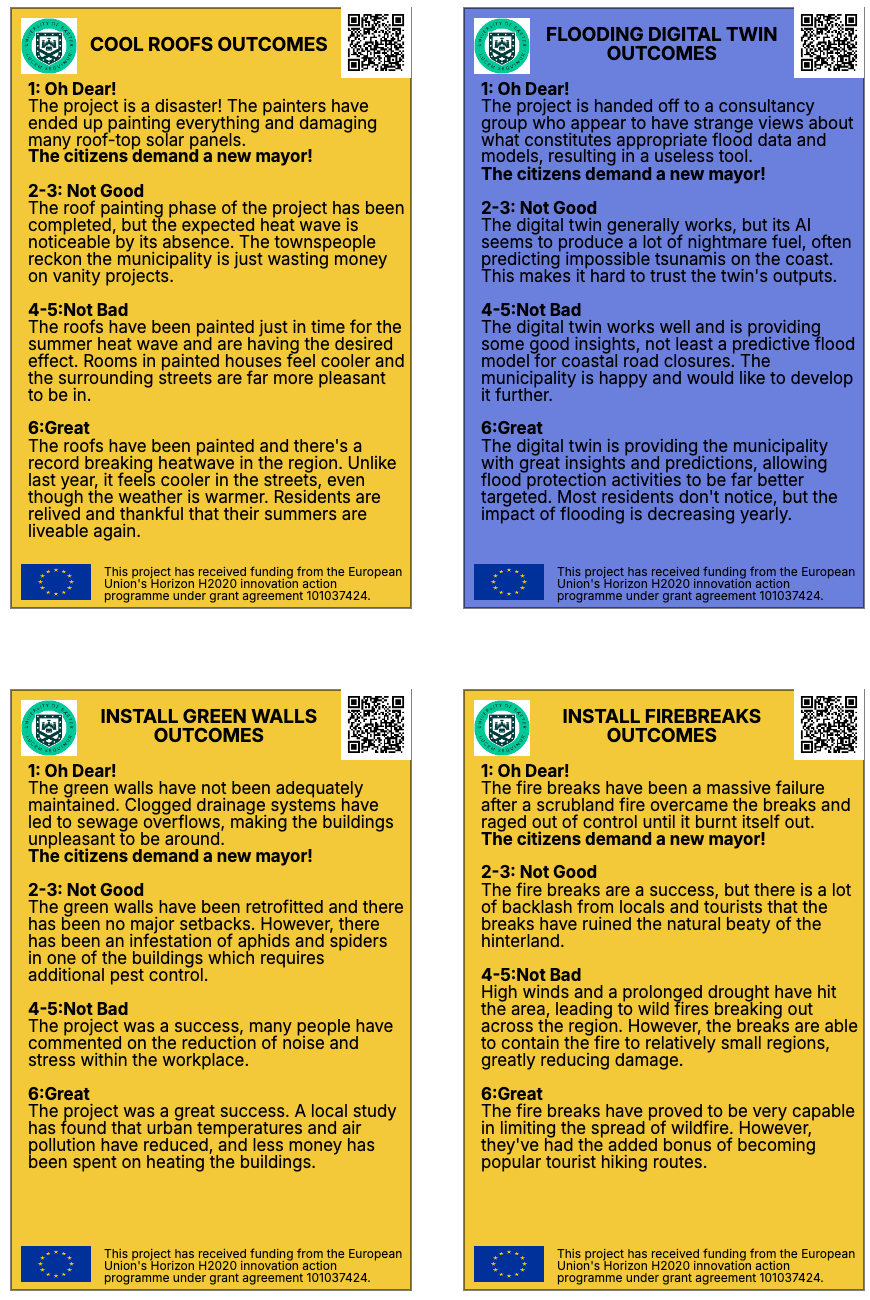 COOL ROOFS OUTCOMES
1: Oh Dear!
The project is a disaster! The painters have
ended up painting everything and damaging
many roof-top solar panels.
The citizens demand a new mayor!
2-3: Not Good
The roof painting phase of the project has been
completed, but the expected heat wave is
noticeable by its absence. The townspeople
reckon the municipality is just wasting money
on vanity projects.
4-5:Not Bad
The roofs have been painted just in time for the
summer heat wave and are having the desired
effect. Rooms in painted houses feel cooler and
the surrounding streets are far more pleasant
to be in.
6:Great
The roofs have been painted and there's a
record breaking heatwave in the region. Unlike
last year, it feels cooler in the streets, even
though the weather is warmer. Residents are
relived and thankful that their summers are
liveable again.
This project has received funding from the European
Union's Horizon H2020 innovation action
programme under grant agreement 101037424.
FLOODING DIGITAL TWIN
OUTCOMES
1: Oh Dear!
The project is handed off to a consultancy
group who appear to have strange views about
what constitutes appropriate flood data and
models, resulting in a useless tool.
The citizens demand a new mayor!
2-3: Not Good
The digital twin generally works, but its AI
seems to produce a lot of nightmare fuel, often
predicting impossible tsunamis on the coast.
This makes it hard to trust the twin's outputs.
4-5:Not Bad
The digital twin works well and is providing
some good insights, not least a predictive flood
model for coastal road closures. The
municipality is happy and would like to develop
it further.
6:Great
The digital twin is providing the municipality
with great insights and predictions, allowing
flood protection activities to be far better
targeted. Most residents don't notice, but the
impact of flooding is decreasing yearly.
This project has received funding from the European
Union's Horizon H2020 innovation action
programme under grant agreement 101037424.
INSTALL GREEN WALLS
OUTCOMES
1: Oh Dear!
The green walls have not been adequately
maintained. Clogged drainage systems have
led to sewage overflows, making the buildings
unpleasant to be around.
The citizens demand a new mayor!
2-3: Not Good
The green walls have been retrofitted and there
has been no major setbacks. However, there
has been an infestation of aphids and spiders
in one of the buildings which requires
additional pest control.
4-5:Not Bad
The project was a success, many people have
commented on the reduction of noise and
stress within the workplace.
6:Great
The project was a great success. A local study
has found that urban temperatures and air
pollution have reduced, and less money has
been spent on heating the buildings.
This project has received funding from the European
Union's Horizon H2020 innovation action
programme under grant agreement 101037424.
INSTALL FIREBREAKS
OUTCOMES
1: Oh Dear!
The fire breaks have been a massive failure
after a scrubland fire overcame the breaks and
raged out of control until it burnt itself out.
The citizens demand a new mayor!
2-3: Not Good
The fire breaks are a success, but there is a lot
of backlash from locals and tourists that the
breaks have ruined the natural beaty of the
hinterland.
4-5:Not Bad
High winds and a prolonged drought have hit
the area, leading to wild fires breaking out
across the region. However, the breaks are able
to contain the fire to relatively small regions,
greatly reducing damage.
6:Great
The fire breaks have proved to be very capable
in limiting the spread of wildfire. However,
they've had the added bonus of becoming
popular tourist hiking routes.
This project has received funding from the European
Union's Horizon H2020 innovation action
programme under grant agreement 101037424.